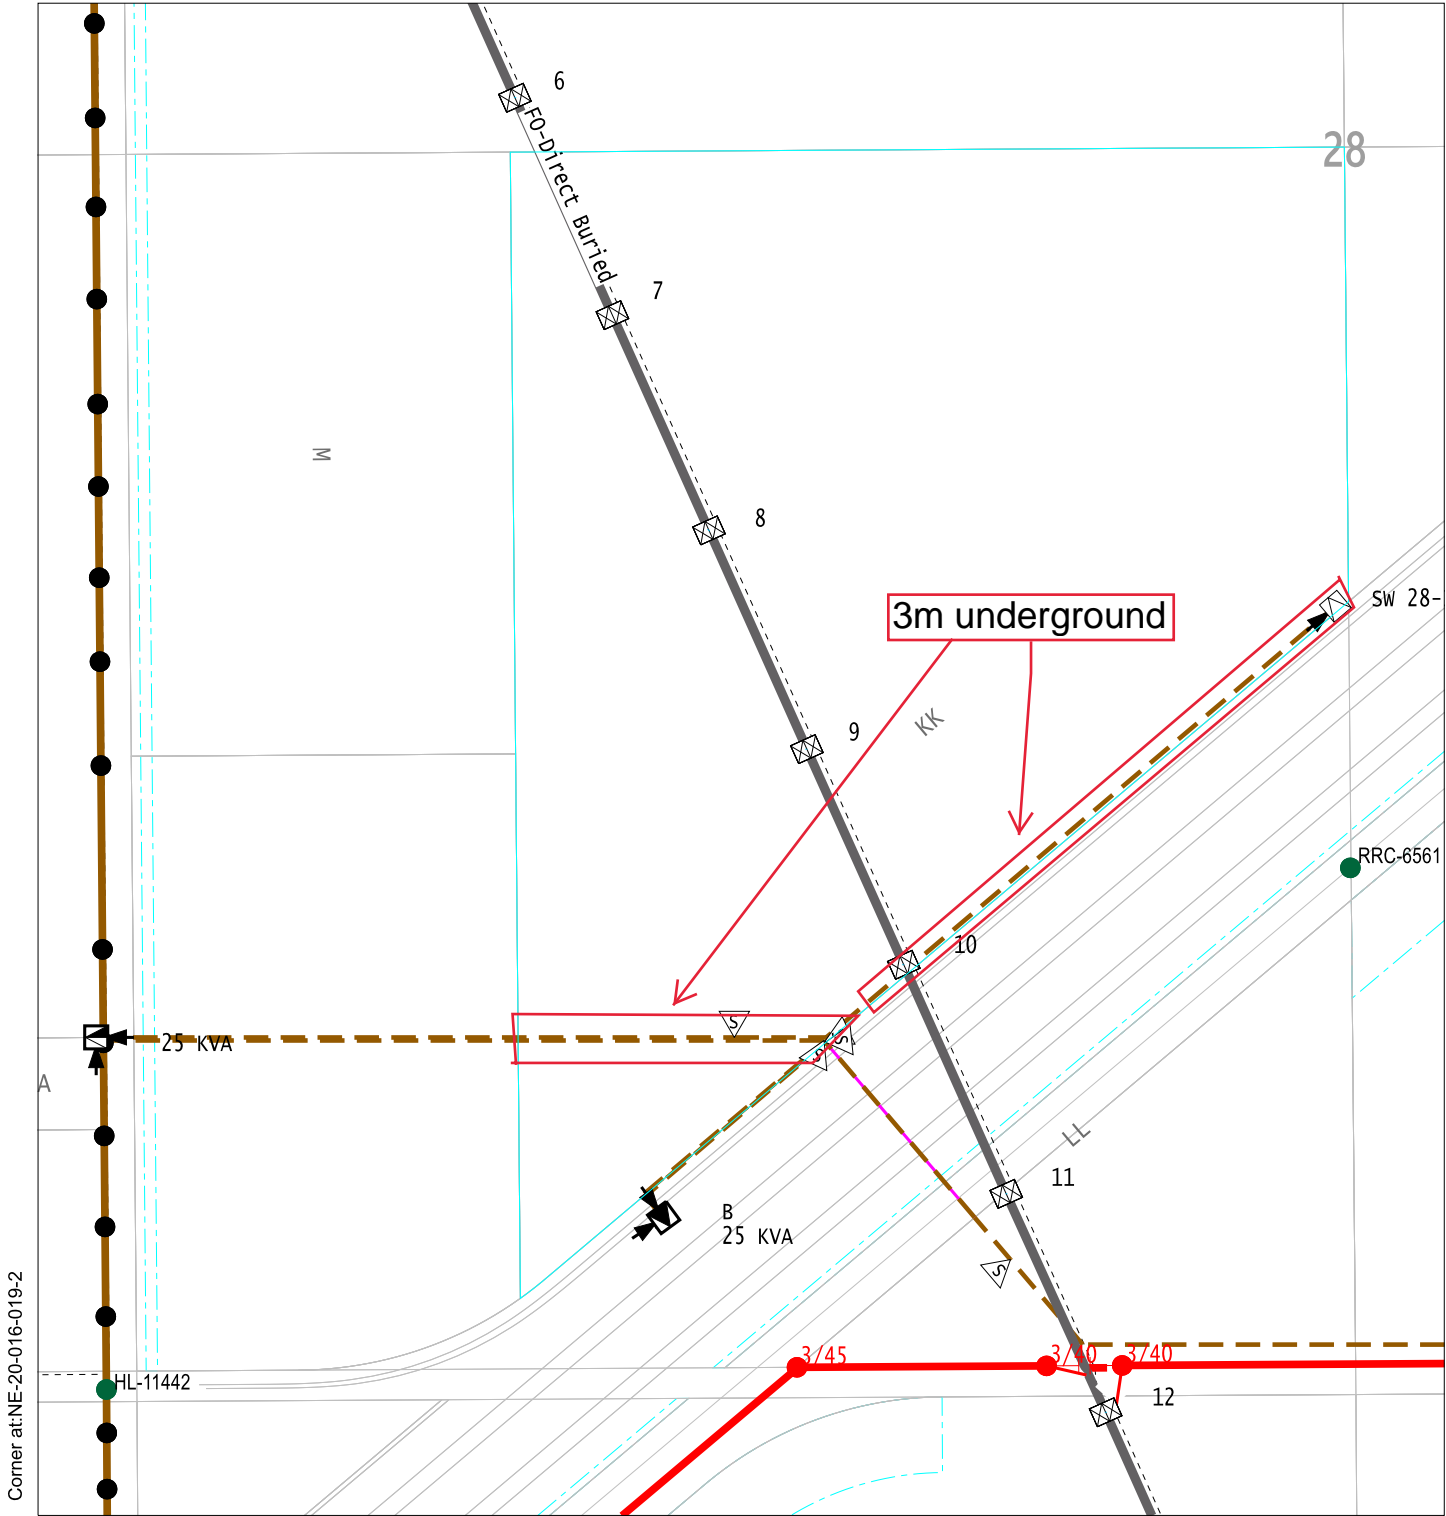 6
FO-Direct Buried
28
7
M
8
3m underground
SW 28-
KK
9
RRC-6561
10
S
S
S
25 KVA
A
LL
11
B
25 KVA
S
3/45
3/40
3/40
HL-11442
12
Corner at:NE-20-016-019-2